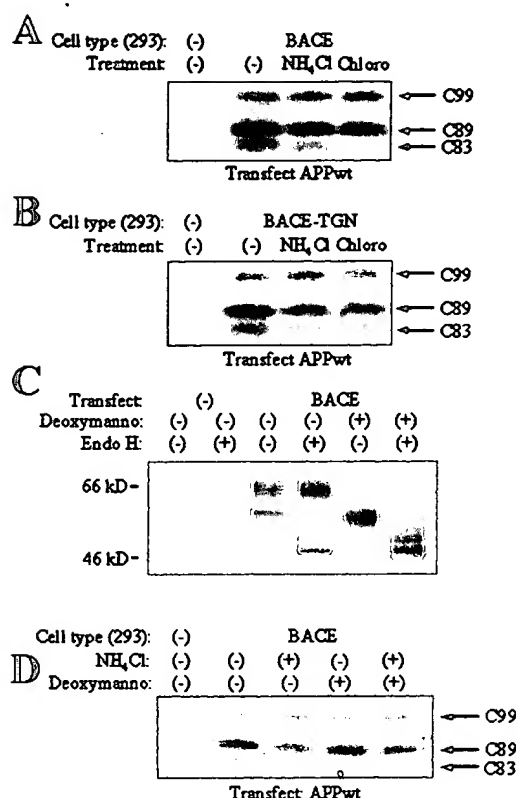 A
Cell type (293): (-) BACE
Treatment: (-) (-) NH4Cl Chloro
C99
C89
C83
Transfect APPwt
B
Cell type (293): (-) BACE-TGN
Treatment: (-) (-) NH4Cl Chloro
C99
C89
C83
Transfect APPwt
C
Transfect: (-) BACE
Deoxymanno: (-) (-) (-) (-) (+) (+)
Endo H: (-) (+) (-) (+) (-) (+)
66 kD-
46 kD-
D
Cell type (293): (-) BACE
NH4Cl: (-) (-) (+) (-) (+)
Deoxymanno: (-) (-) (-) (+) (+)
C99
C89
C83
Transfect: APPwt